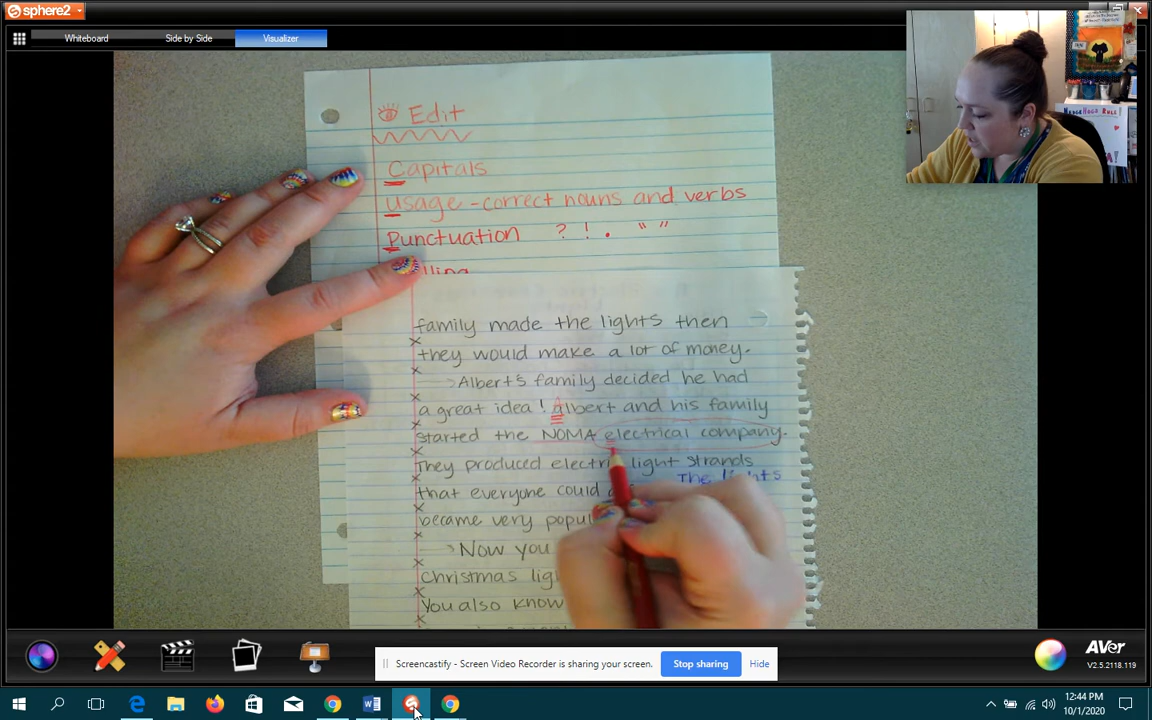 sphere2
Whiteboard
Side by Side
Visualizer
Edit
Capitals
Usage - correct nouns and verbs
Punctuation ? ! . " "
lling
family made the lights then
they would make a lot of money.
Albert's family decided he had
a great idea! albert and his family
started the NOMA electrical company.
They produced electri light strands
that everyone could
The lights
became very popul
Now you
Christmas lig
You also know
Screencastify - Screen Video Recorder is sharing your screen.
Stop sharing
Hide
AVer
V2.5.2118.119
12:44 PM
10/1/2020